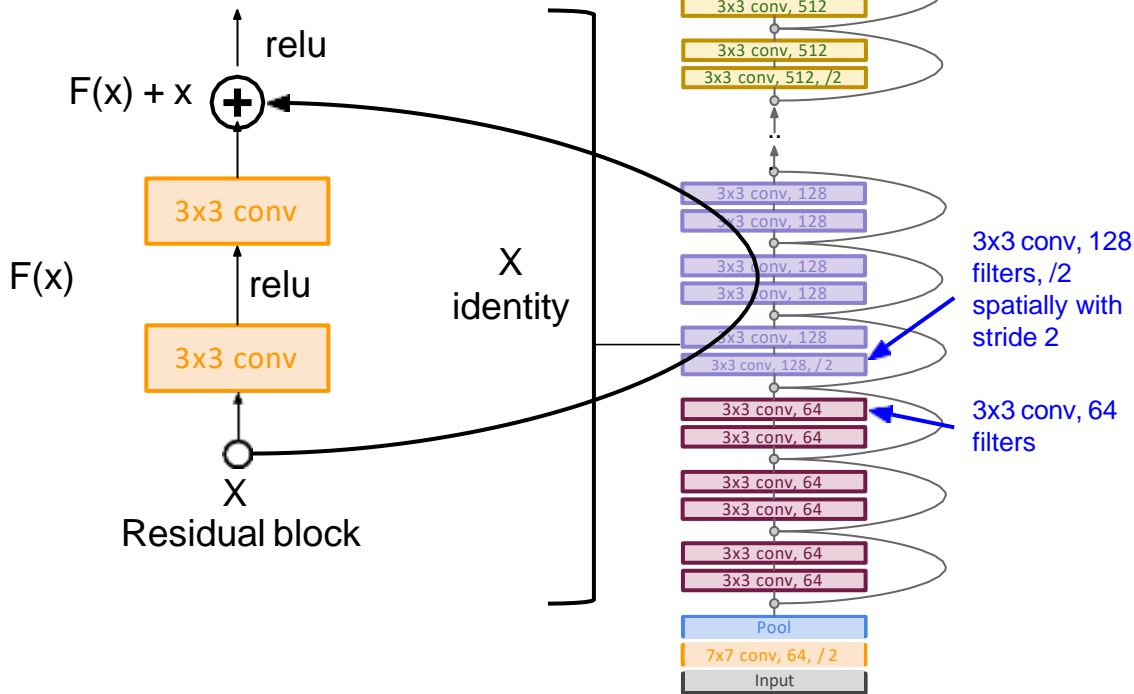 relu
F(x) + x
3x3 conv
F(x)
relu
3x3 conv
X
Residual block
X
identity
3x3 conv, 512
3x3 conv, 512
3x3 conv, 512, /2
..
.
3x3 conv, 128
3x3 conv, 128
3x3 conv, 128
3x3 conv, 128
3x3 conv, 128
3x3 conv, 128, / 2
3x3 conv, 64
3x3 conv, 64
3x3 conv, 64
3x3 conv, 64
3x3 conv, 64
3x3 conv, 64
Pool
7x7 conv, 64, / 2
Input
3x3 conv, 128
filters, /2
spatially with
stride 2
3x3 conv, 64
filters